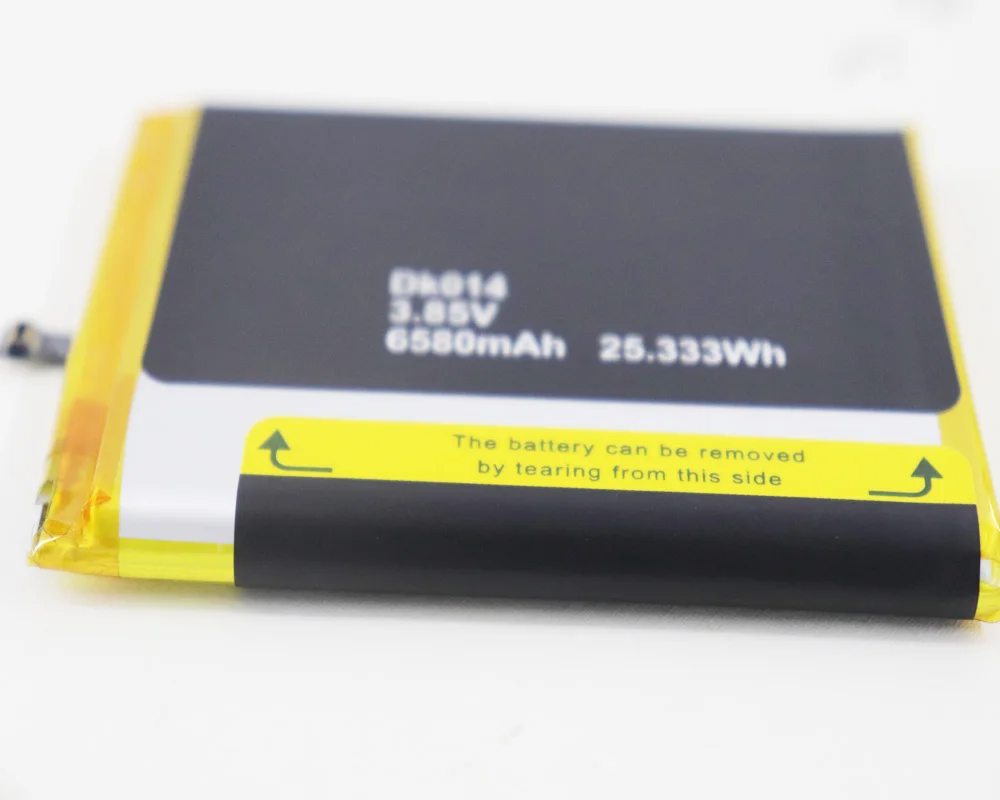 Dk014
3.85V
6580mAh 25.333Wh
The battery can be removed
by tearing from this side